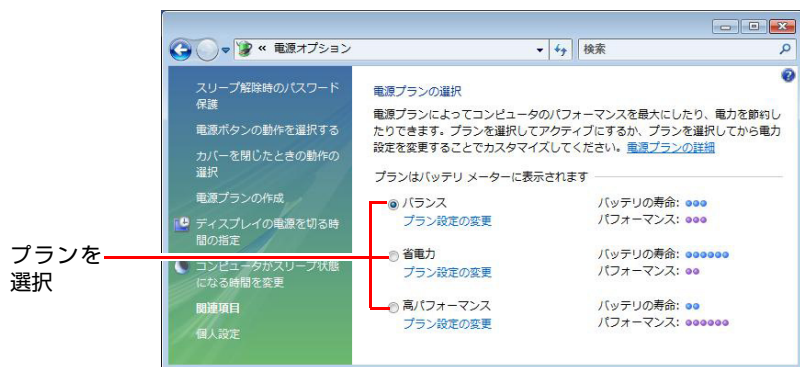 « 電源オプション
検索
スリープ解除時のパスワード
保護
電源ボタンの動作を選択する
カバーを閉じたときの動作の
選択
電源プランの作成
ディスプレイの電源を切る時
間の指定
コンピュータがスリープ状態
になる時間を変更
関連項目
個人設定
電源プランの選択
電源プランによってコンピュータのパフォーマンスを最大にしたり、電力を節約し
たりできます。プランを選択してアクティブにするか、プランを選択してから電力
設定を変更することでカスタマイズしてください。電源プランの詳細
プランはバッテリ メーターに表示されます
バランス バッテリの寿命:
プラン設定の変更 パフォーマンス:
省電力 バッテリの寿命:
プラン設定の変更 パフォーマンス:
高パフォーマンス バッテリの寿命:
プラン設定の変更 パフォーマンス:
プランを
選択